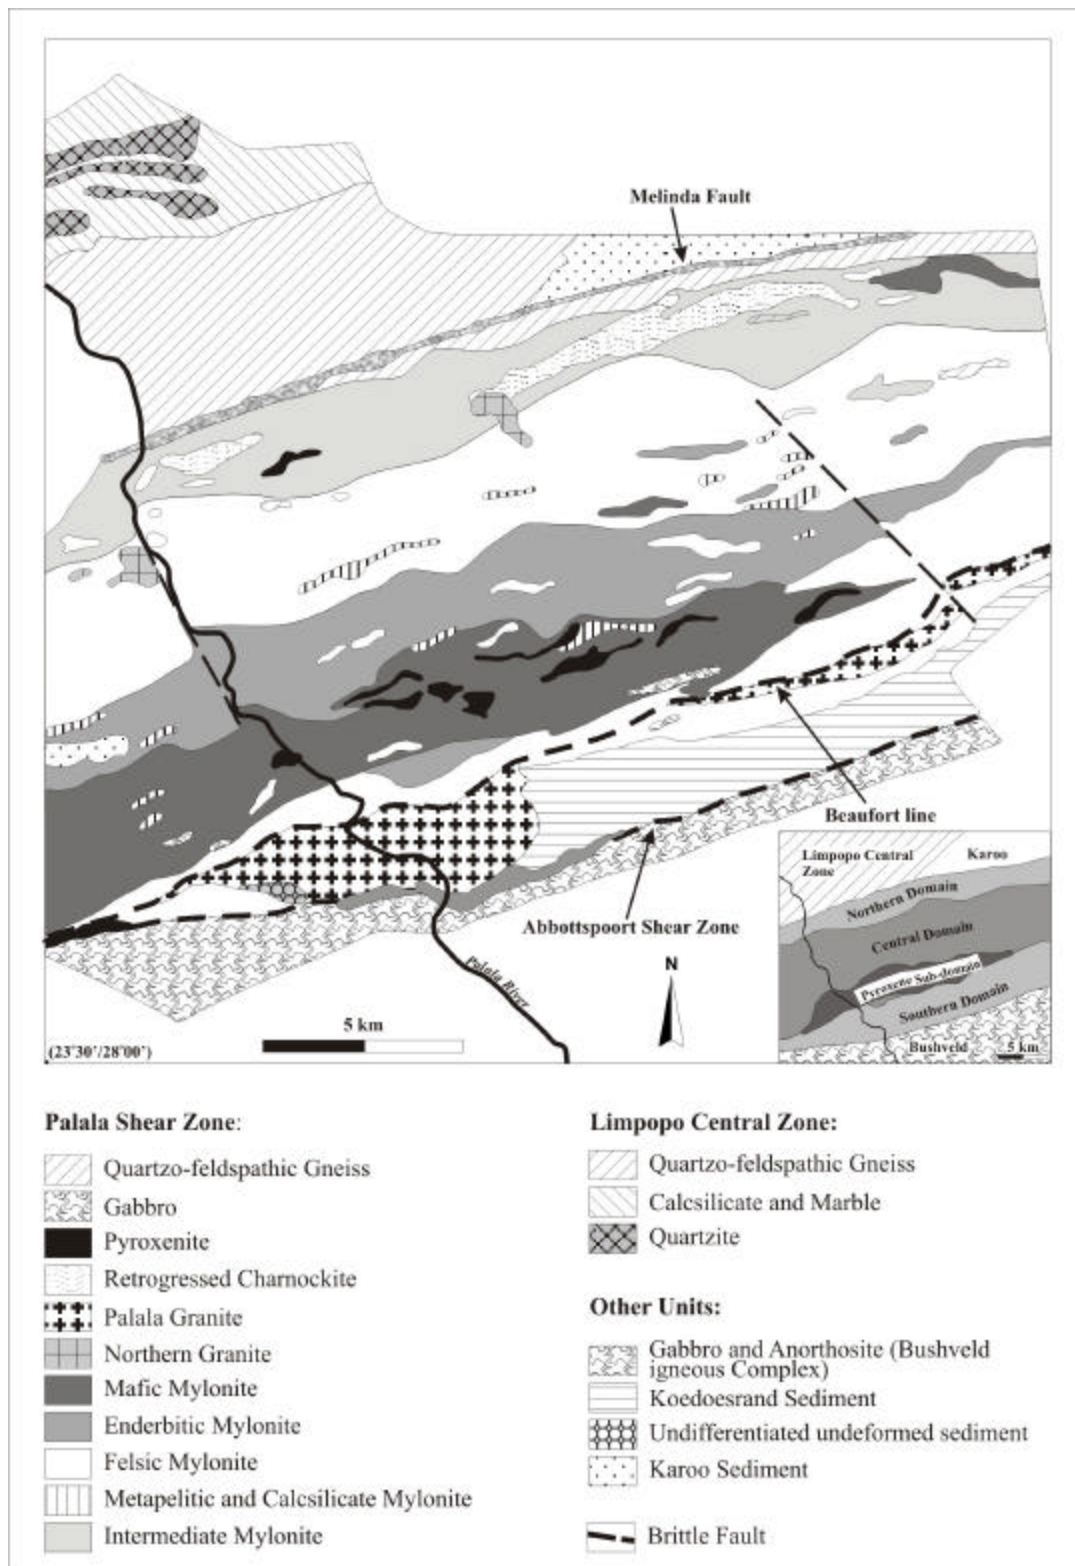 Melinda Fault
Beaufort line
Abbottspoort Shear Zone
Palala River
N
5 km
(23°30'/28°00')
Limpopo Central
Zone
Karoo
Northern Domain
Central Domain
Pyroxene Sub-domain
Southern Domain
Bushveld
5 km
Palala Shear Zone:
Quartzo-feldspathic Gneiss
Gabbro
Pyroxenite
Retrogressed Charnockite
Palala Granite
Northern Granite
Mafic Mylonite
Enderbitic Mylonite
Felsic Mylonite
Metapelitic and Calcsilicate Mylonite
Intermediate Mylonite
Limpopo Central Zone:
Quartzo-feldspathic Gneiss
Calcsilicate and Marble
Quartzite
Other Units:
Gabbro and Anorthosite (Bushveld
igneous Complex)
Koedoesrand Sediment
Undifferentiated undeformed sediment
Karoo Sediment
Brittle Fault